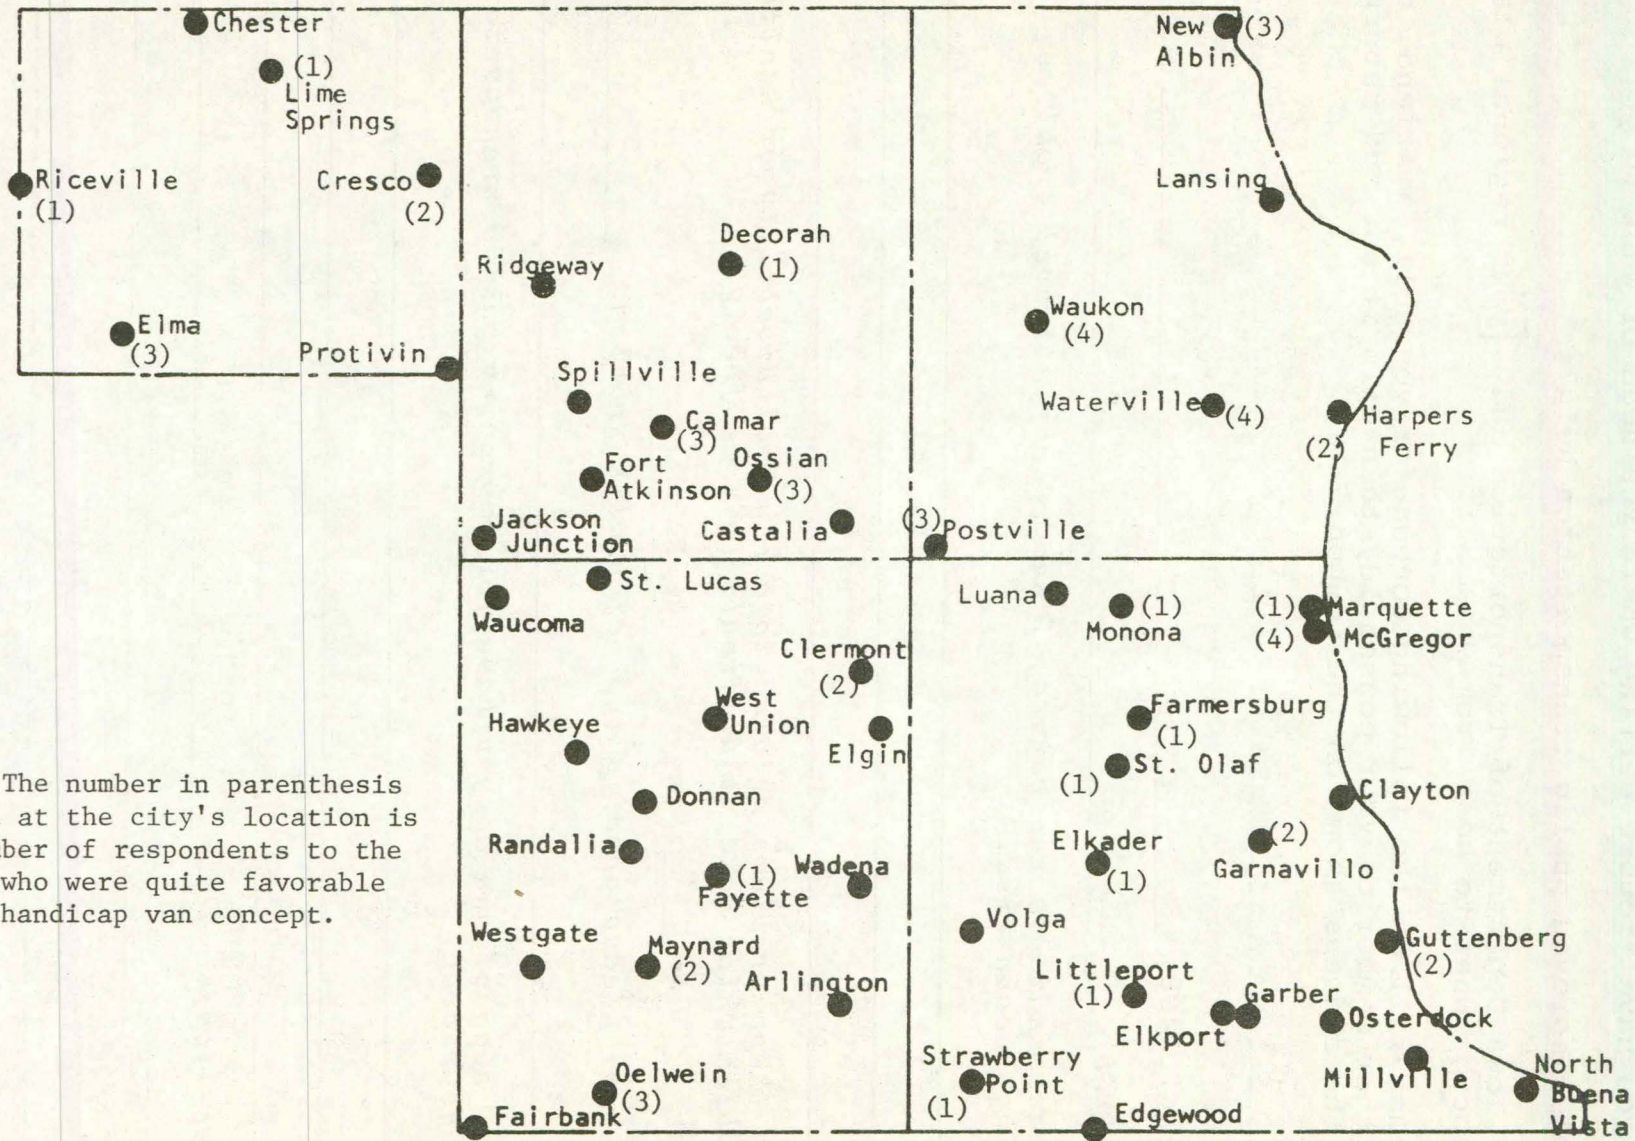 Chester
(1)
Lime
Springs
Riceville
(1)
Cresco
(2)
Elma
(3)
Protivin
Ridgeway
Decorah
(1)
Spillville
Calmar
(3)
Fort
Atkinson
Ossian
(3)
Jackson
Junction
Castalia
New
Albin
(3)
Lansing
Waukon
(4)
Waterville
(4)
Harpers
Ferry
(2)
(3)
Postville
St. Lucas
Waucoma
Clermont
(2)
West
Union
Hawkeye
Elgin
Donnan
Randalia
(1)
Fayette
Wadena
Westgate
Maynard
(2)
Arlington
Oelwein
(3)
Fairbank
Luana
(1)
Monona
(1) Marquette
(4) McGregor
Farmersburg
(1)
St. Olaf
(1)
Clayton
Elkader
(1)
(2)
Garnavillo
Volga
Guttenberg
(2)
Littleport
(1)
Garber
Elkport
Osterdock
Strawberry
Point
(1)
Millville
North
Buena
Vista
Edgewood
The number in parenthesis
at the city's location is
ber of respondents to the
who were quite favorable
handicap van concept.